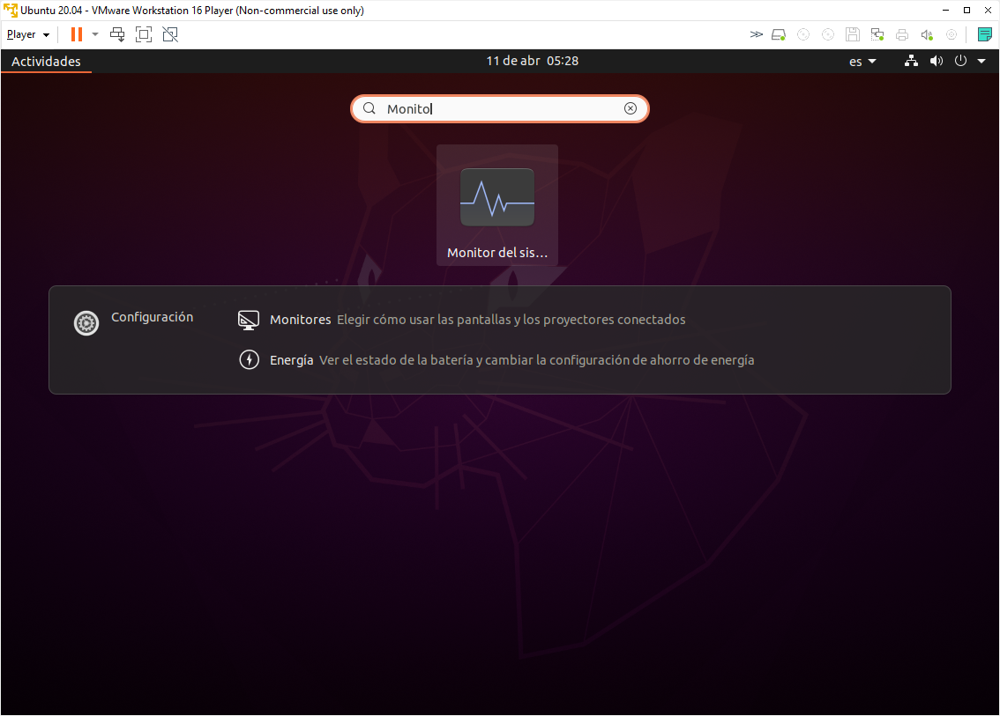 Ubuntu 20.04 - VMware Workstation 16 Player (Non-commercial use only)
Player
Actividades
11 de abr 05:28
es
Monitol
Monitor del sis...
Configuración
Monitores Elegir cómo usar las pantallas y los proyectores conectados
Energía Ver el estado de la batería y cambiar la configuración de ahorro de energía